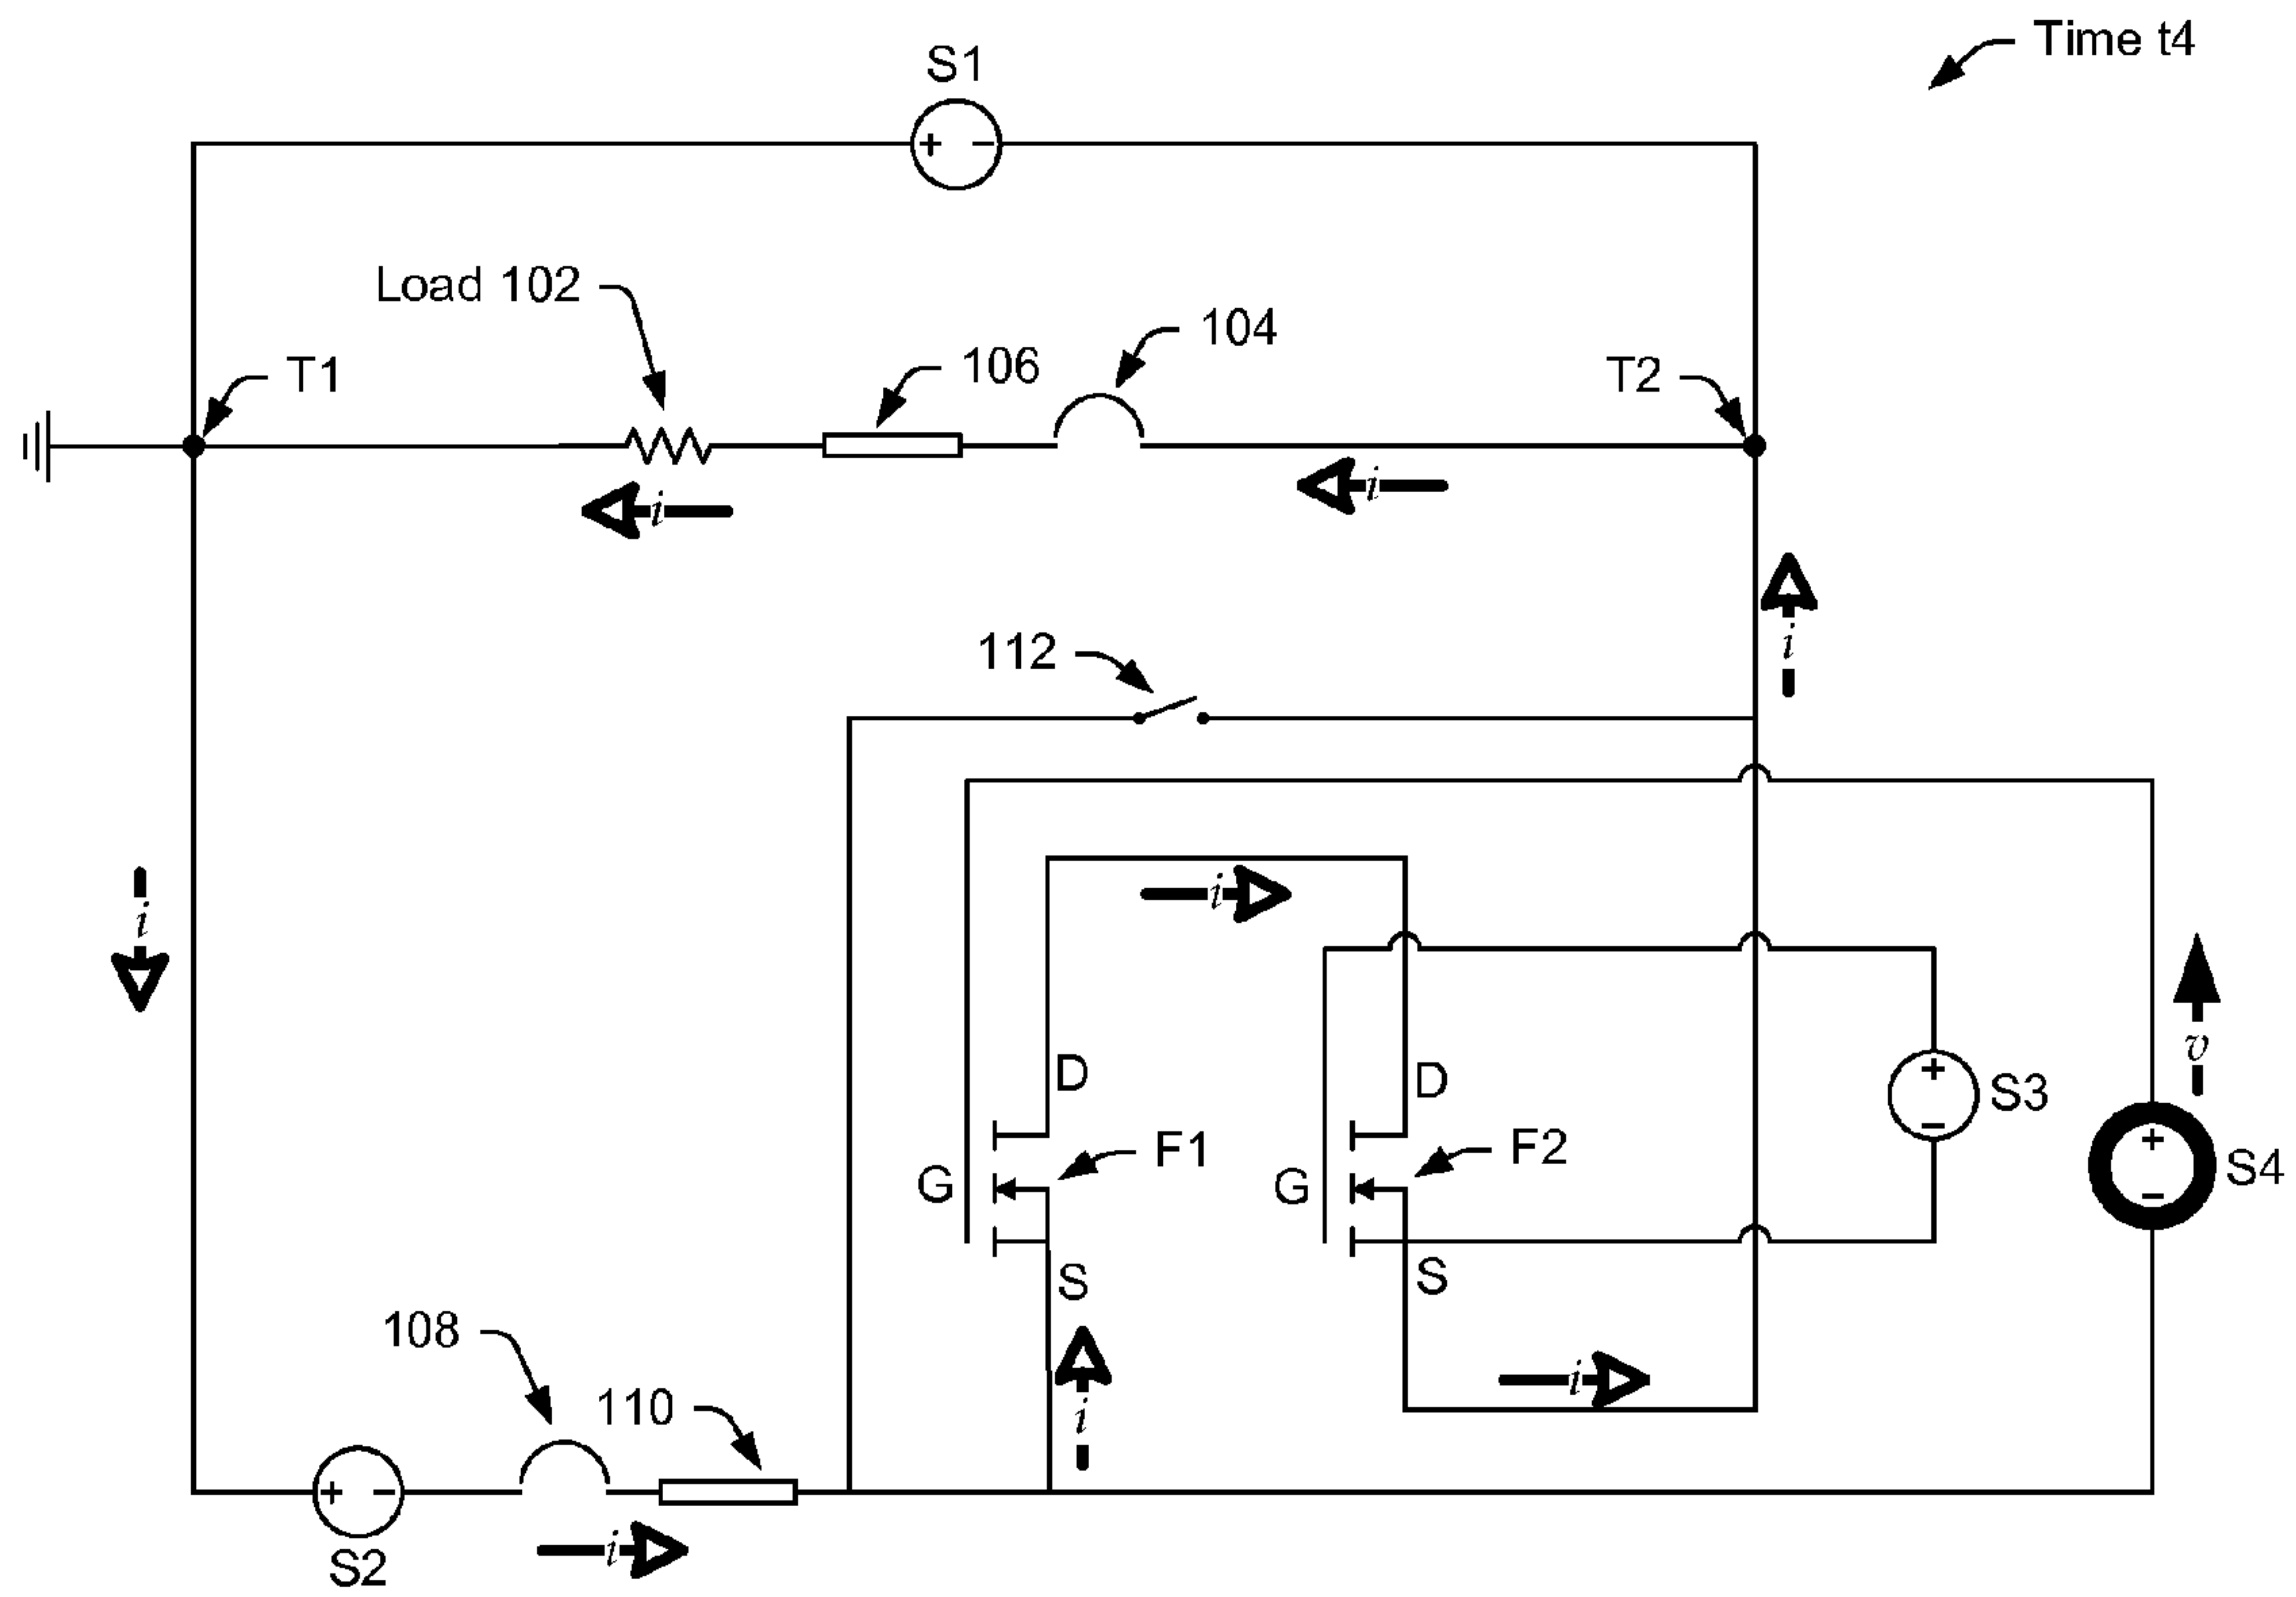 Time t4
S1
+ −
Load 102
104
106
T1
T2
i
i
i
112
i
i
D
D
+
−
S3
v
F1
F2
G
G
+
−
S4
S
S
108
110
i
i
+ −
i
S2